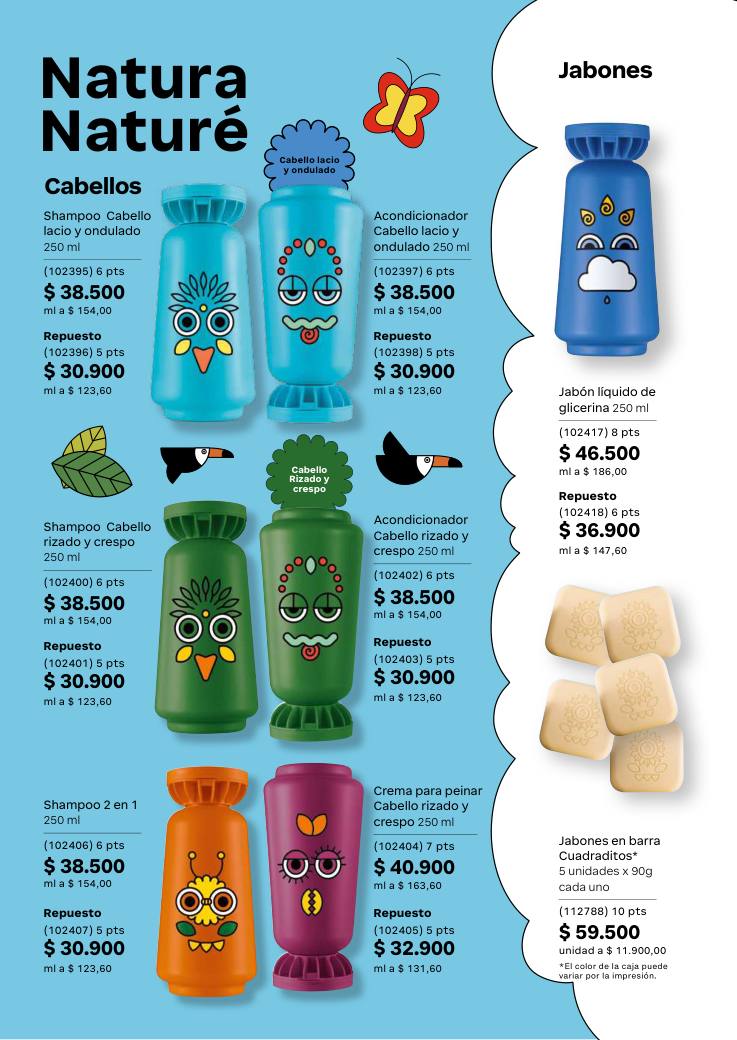 Natura
Naturé
Cabellos
Cabello lacio
y ondulado
Shampoo Cabello
lacio y ondulado
250 ml
(102395) 6 pts
$ 38.500
ml a $ 154,00
Repuesto
(102396) 5 pts
$ 30.900
ml a $ 123,60
Acondicionador
Cabello lacio y
ondulado 250 ml
(102397) 6 pts
$ 38.500
ml a $ 154,00
Repuesto
(102398) 5 pts
$ 30.900
ml a $ 123,60
Cabello
Rizado y
crespo
Shampoo Cabello
rizado y crespo
250 ml
(102400) 6 pts
$ 38.500
ml a $ 154,00
Repuesto
(102401) 5 pts
$ 30.900
ml a $ 123,60
Acondicionador
Cabello rizado y
crespo 250 ml
(102402) 6 pts
$ 38.500
ml a $ 154,00
Repuesto
(102403) 5 pts
$ 30.900
ml a $ 123,60
Shampoo 2 en 1
250 ml
(102406) 6 pts
$ 38.500
ml a $ 154,00
Repuesto
(102407) 5 pts
$ 30.900
ml a $ 123,60
Crema para peinar
Cabello rizado y
crespo 250 ml
(102404) 7 pts
$ 40.900
ml a $ 163,60
Repuesto
(102405) 5 pts
$ 32.900
ml a $ 131,60
Jabones
Jabón líquido de
glicerina 250 ml
(102417) 8 pts
$ 46.500
ml a $ 186,00
Repuesto
(102418) 6 pts
$ 36.900
ml a $ 147,60
Jabones en barra
Cuadraditos*
5 unidades x 90g
cada uno
(112788) 10 pts
$ 59.500
unidad a $ 11.900,00
*El color de la caja puede
variar por la impresión.